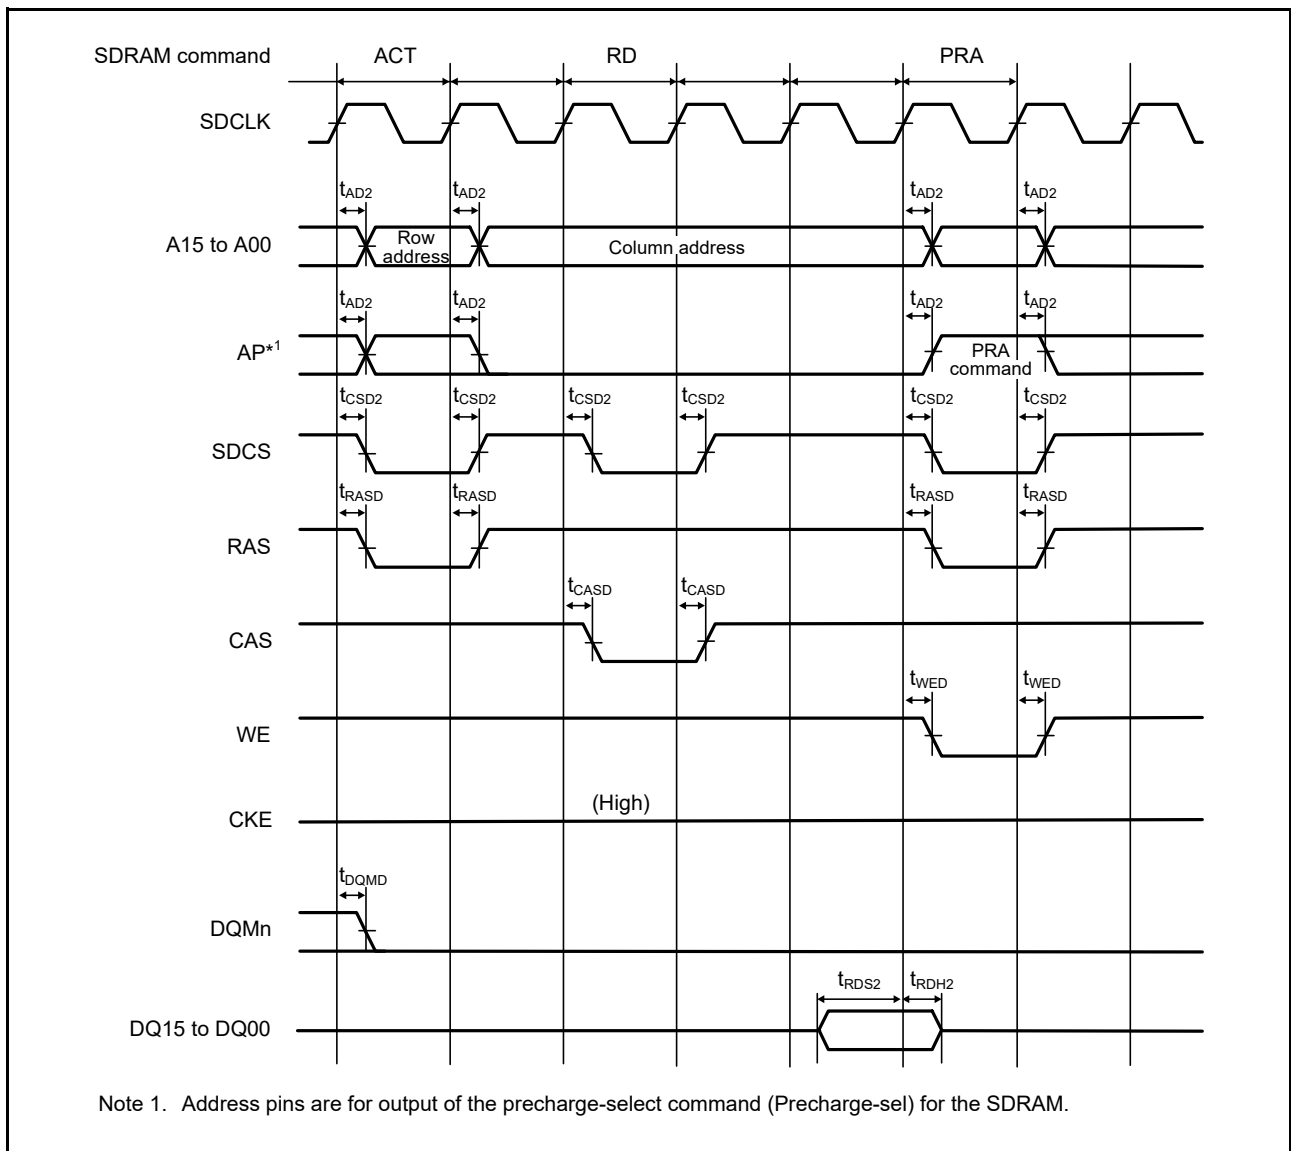 SDRAM command ACT RD PRA
SDCLK
tAD2 tAD2 tAD2 tAD2
A15 to A00 Row address Column address
tAD2 tAD2 tAD2 tAD2
AP*1 PRA command
tCSD2 tCSD2 tCSD2 tCSD2 tCSD2 tCSD2
SDCS
tRASD tRASD tRASD tRASD
RAS
tCASD tCASD
CAS
tWED tWED
WE
(High)
CKE
tDQMD
DQMn
tRDS2 tRDH2
DQ15 to DQ00
Note 1. Address pins are for output of the precharge-select command (Precharge-sel) for the SDRAM.